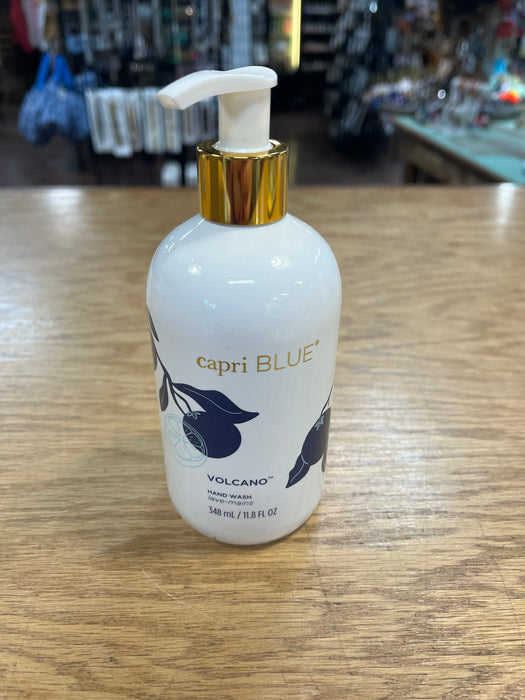 capri BLUE®
VOLCANO™
HAND WASH
lave-mains
348 mL / 11.8 FL OZ